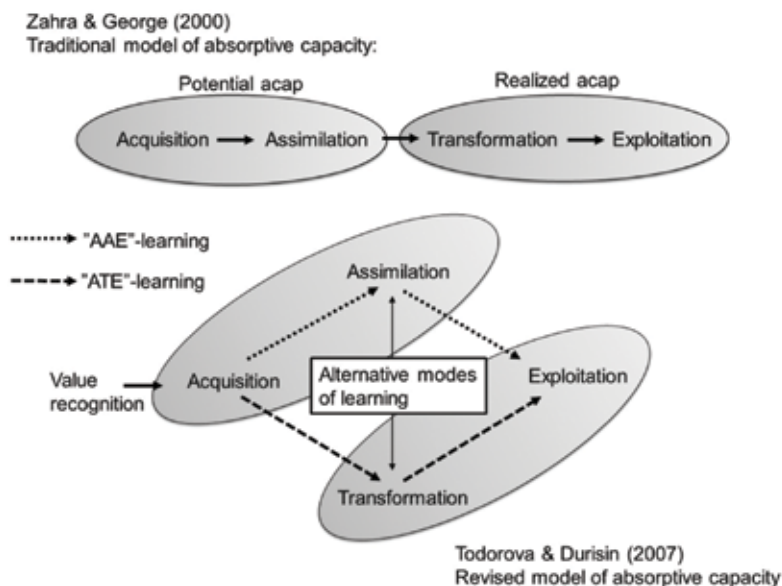 Zahra & George (2000)
Traditional model of absorptive capacity:
Potential acap
Realized acap
Acquisition
Assimilation
Transformation
Exploitation
"AAE"-learning
"ATE"-learning
Assimilation
Value
recognition
Acquisition
Alternative modes
of learning
Exploitation
Transformation
Todorova & Durisin (2007)
Revised model of absorptive capacity